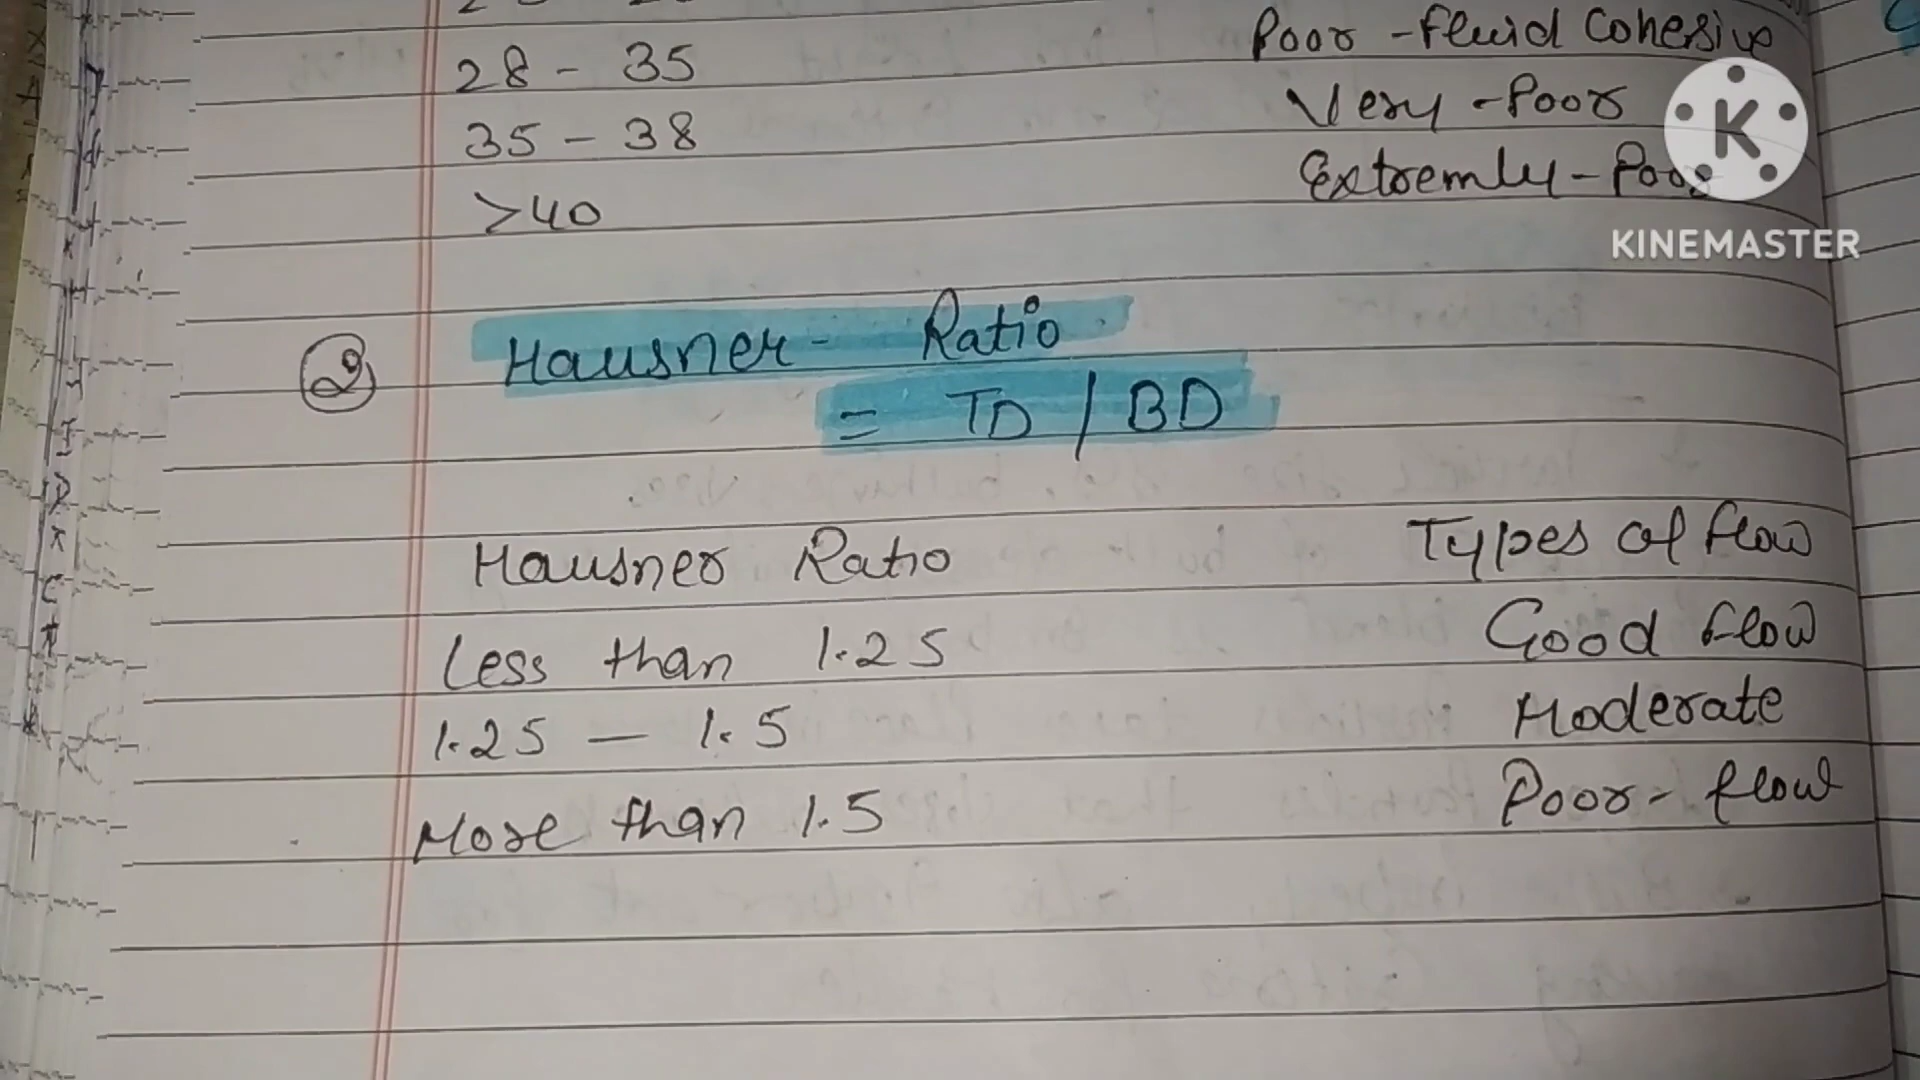 28 - 35 Poor - fluid Cohesive
35 - 38 Very - Poor
>40 Extremly - Poor
K
KINEMASTER
2 Hausner - Ratio
= TD / BD
Hausner Ratio Types of flow
Less than 1.25 Good flow
1.25 - 1.5 Moderate
More than 1.5 Poor - flow